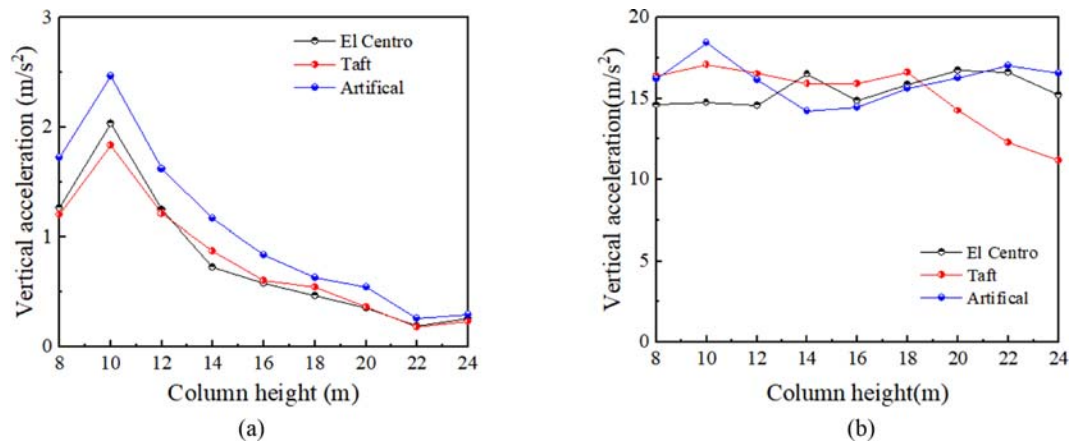 3
2
1
0
8 10 12 14 16 18 20 22 24
Vertical acceleration (m/s²)
Column height (m)
El Centro
Taft
Artifical
(a)
20
15
10
5
0
8 10 12 14 16 18 20 22 24
Vertical acceleration(m/s²)
Column height(m)
El Centro
Taft
Artifical
(b)